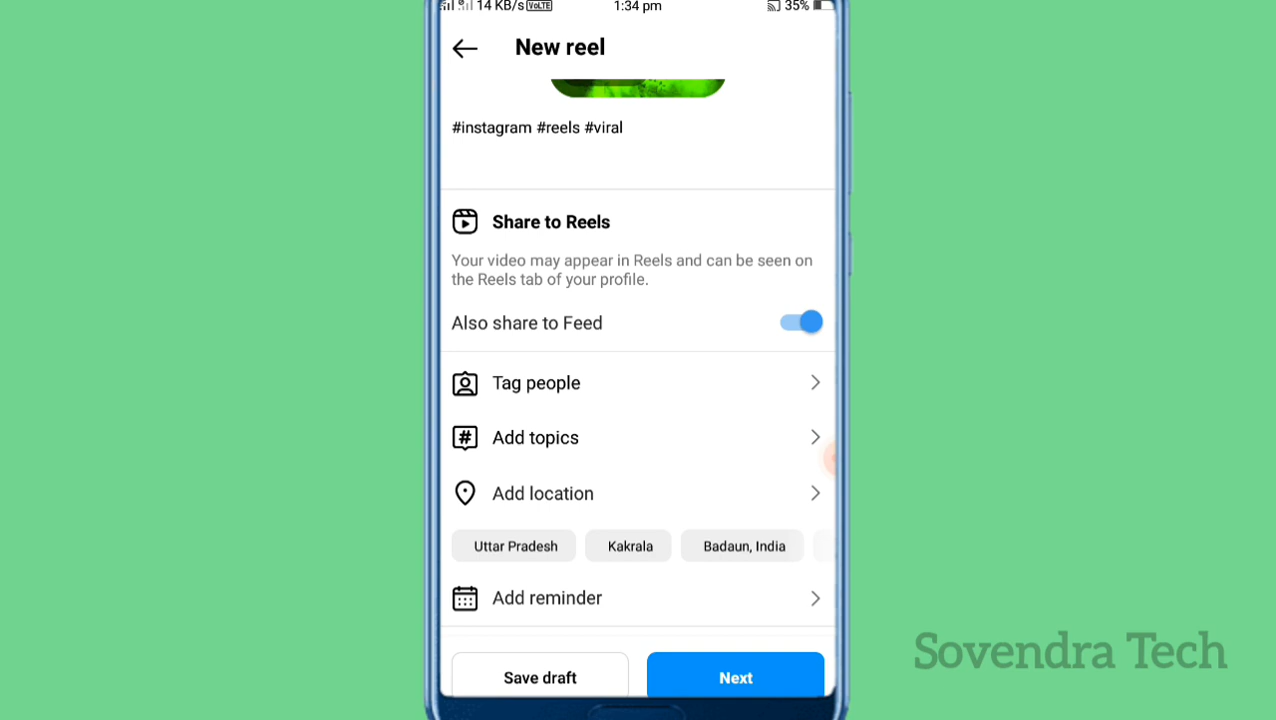 14 KB/s VoLTE 1:34 pm 35%
New reel
#instagram #reels #viral
Share to Reels
Your video may appear in Reels and can be seen on
the Reels tab of your profile.
Also share to Feed
Tag people
# Add topics
Add location
Uttar Pradesh Kakrala Badaun, India
Add reminder
Save draft Next
Sovendra Tech